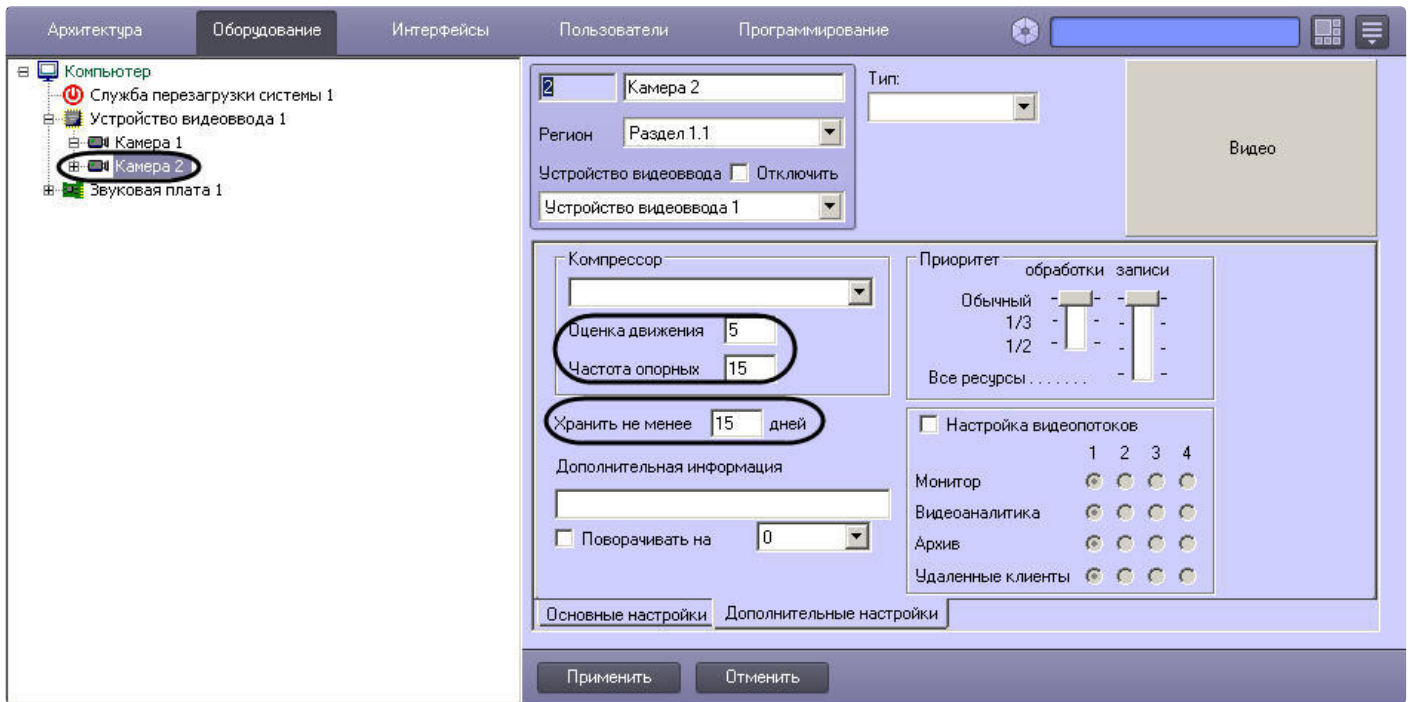 Архитектура Оборудование Интерфейсы Пользователи Программирование
Компьютер
Служба перезагрузки системы 1
Устройство видеоввода 1
Камера 1
Камера 2
Звуковая плата 1
2 Камера 2
Тип:
Регион Раздел 1.1
Устройство видеоввода Отключить
Устройство видеоввода 1
Видео
Компрессор
Оценка движения 5
Частота опорных 15
Хранить не менее 15 дней
Дополнительная информация
Поворачивать на 0
Приоритет
обработки записи
Обычный
1/3
1/2
Все ресурсы . . . . . . .
Настройка видеопотоков
1 2 3 4
Монитор
Видеоаналитика
Архив
Удаленные клиенты
Основные настройки Дополнительные настройки
Применить Отменить